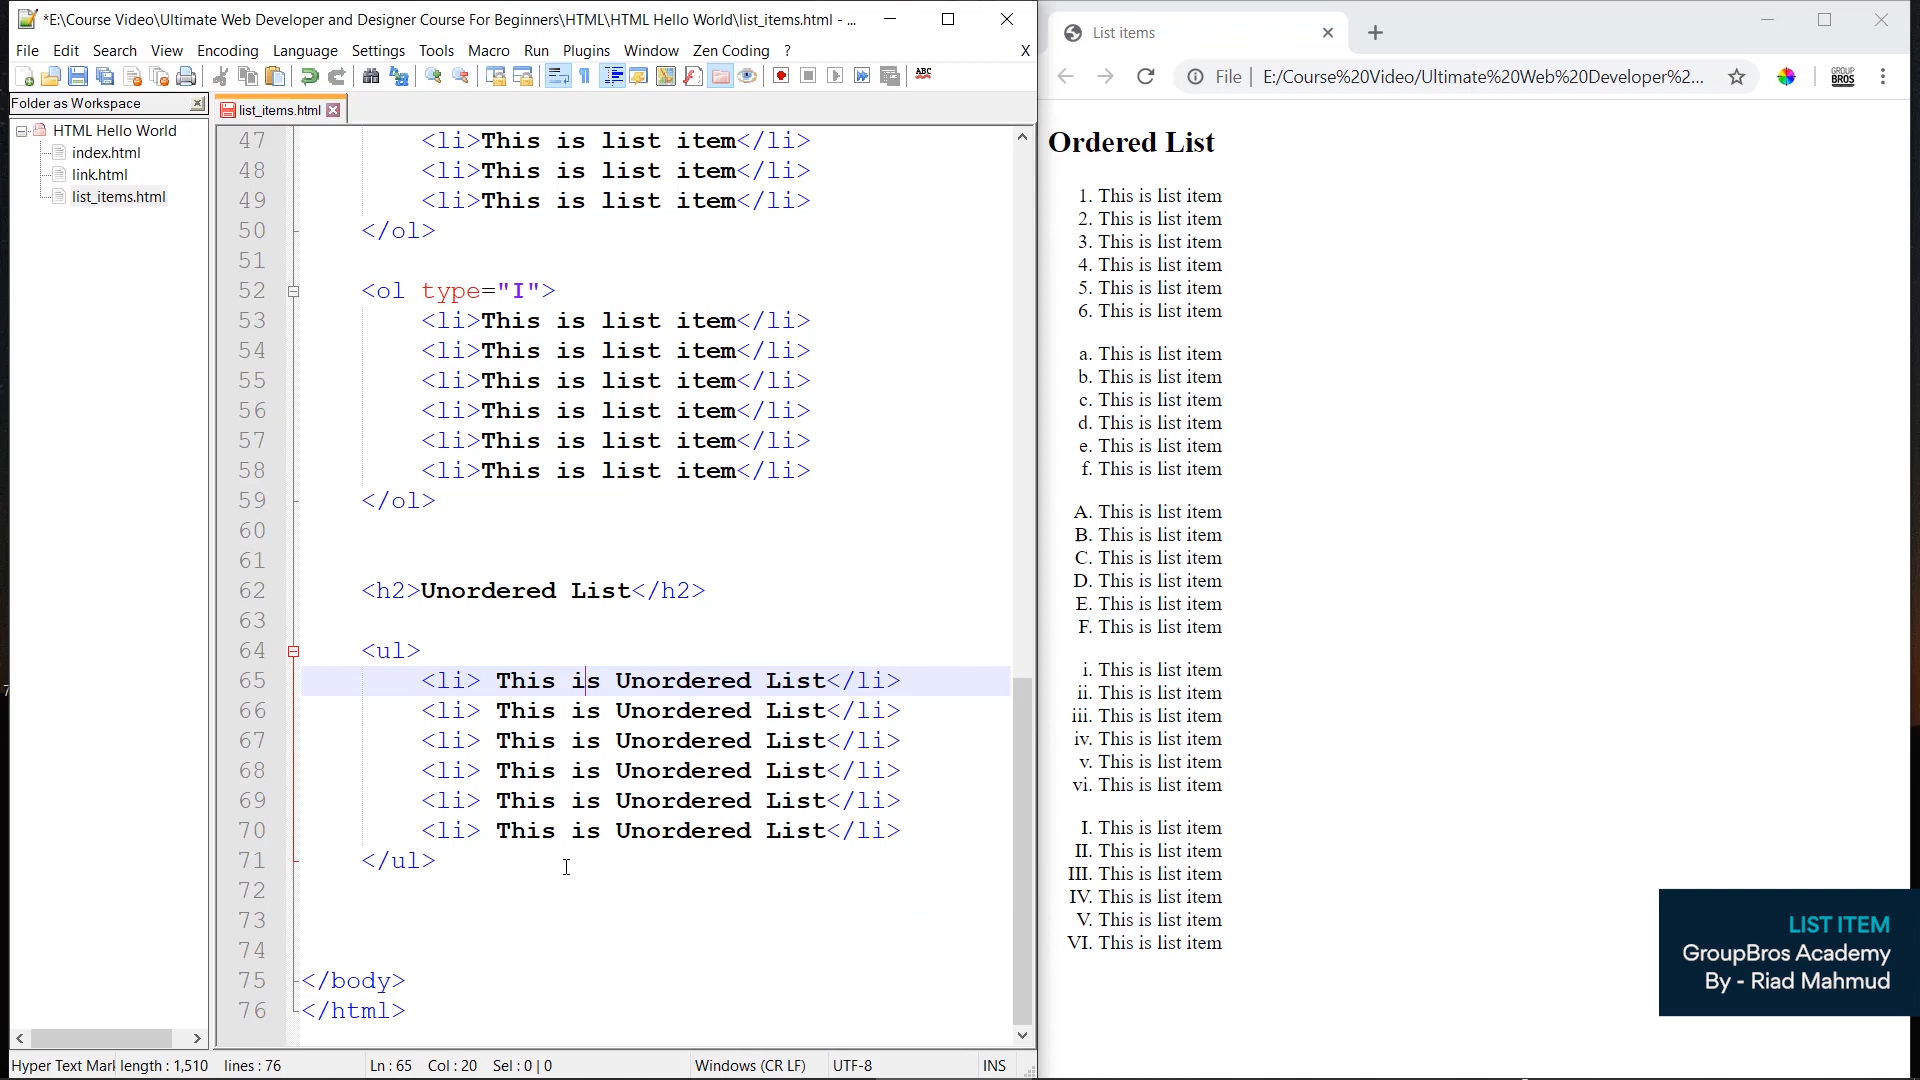 *E:\Course Video\Ultimate Web Developer and Designer Course For Beginners\HTML\HTML Hello World\list_items.html - ...
File Edit Search View Encoding Language Settings Tools Macro Run Plugins Window Zen Coding ? X
ABC
Folder as Workspace
HTML Hello World
index.html
link.html
list_items.html
list_items.html
47 <li>This is list item</li>
48 <li>This is list item</li>
49 <li>This is list item</li>
50 </ol>
51
52 <ol type="I">
53 <li>This is list item</li>
54 <li>This is list item</li>
55 <li>This is list item</li>
56 <li>This is list item</li>
57 <li>This is list item</li>
58 <li>This is list item</li>
59 </ol>
60
61
62 <h2>Unordered List</h2>
63
64 <ul>
65 <li> This is Unordered List</li>
66 <li> This is Unordered List</li>
67 <li> This is Unordered List</li>
68 <li> This is Unordered List</li>
69 <li> This is Unordered List</li>
70 <li> This is Unordered List</li>
71 </ul>
72
73
74
75 </body>
76 </html>
Hyper Text Mar length : 1,510 lines : 76 Ln : 65 Col : 20 Sel : 0 | 0 Windows (CR LF) UTF-8 INS
List items
File | E:/Course%20Video/Ultimate%20Web%20Developer%2...
GROUP
BROS
Ordered List
1. This is list item
2. This is list item
3. This is list item
4. This is list item
5. This is list item
6. This is list item
a. This is list item
b. This is list item
c. This is list item
d. This is list item
e. This is list item
f. This is list item
A. This is list item
B. This is list item
C. This is list item
D. This is list item
E. This is list item
F. This is list item
i. This is list item
ii. This is list item
iii. This is list item
iv. This is list item
v. This is list item
vi. This is list item
I. This is list item
II. This is list item
III. This is list item
IV. This is list item
V. This is list item
VI. This is list item
LIST ITEM
GroupBros Academy
By - Riad Mahmud